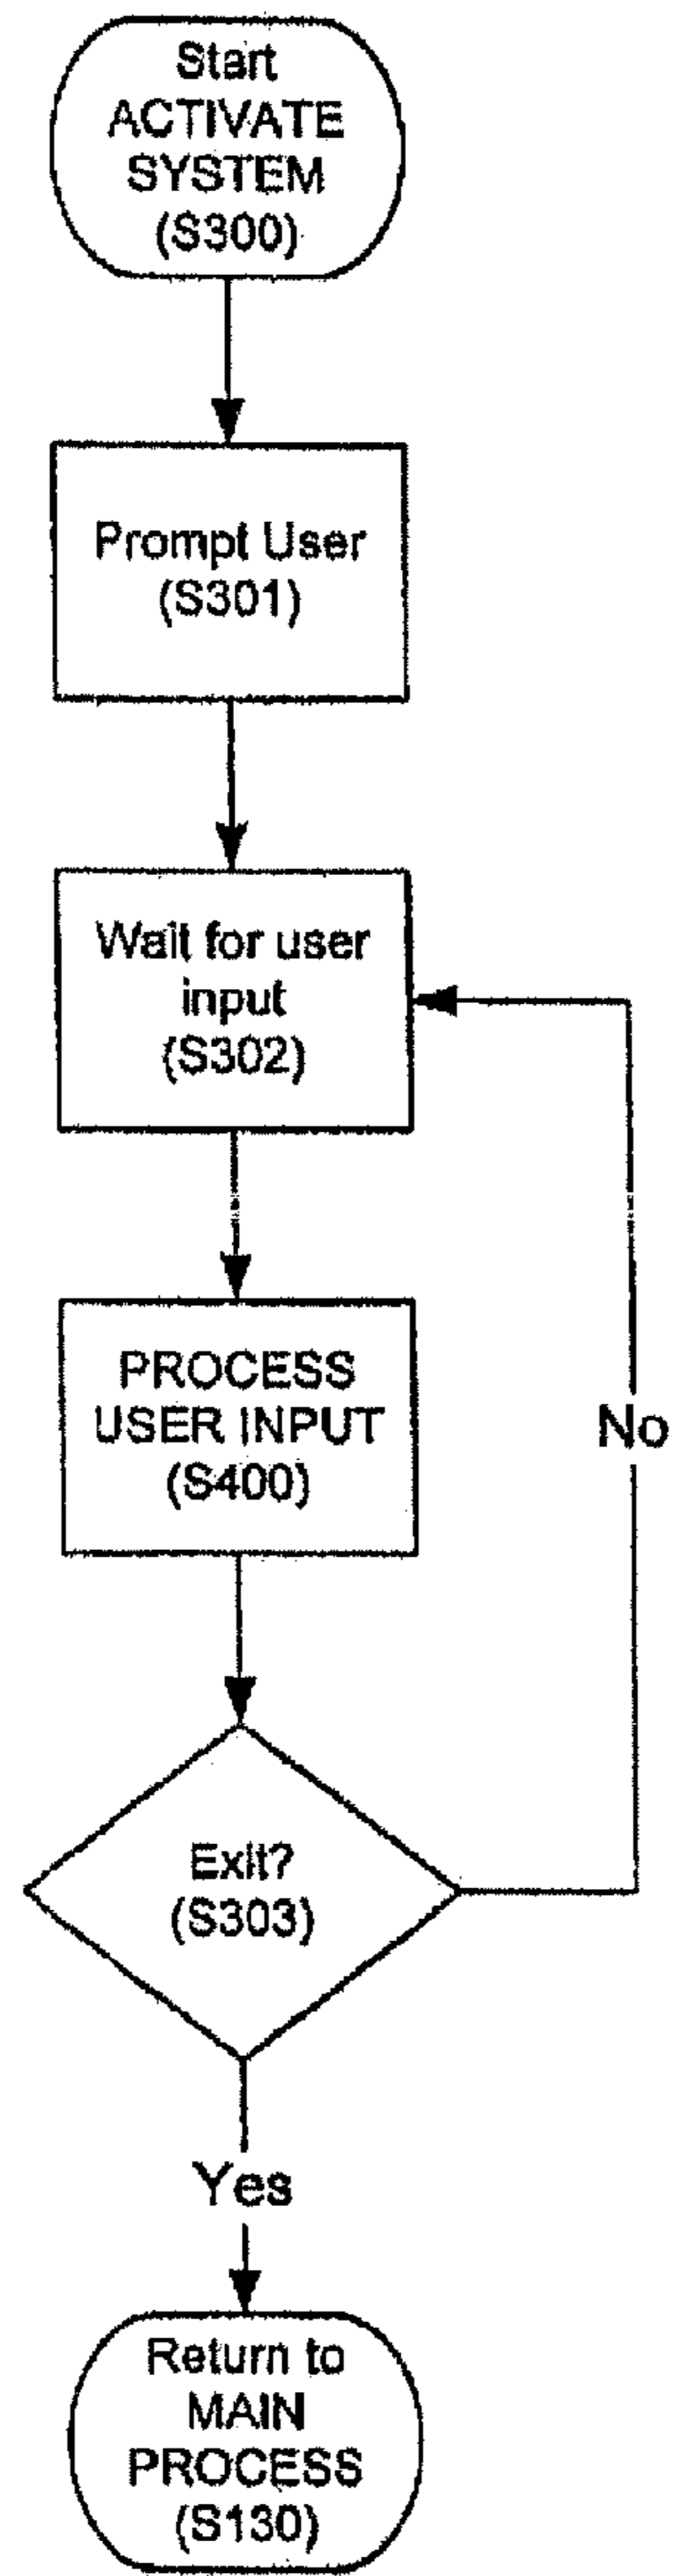 Start
ACTIVATE
SYSTEM
(S300)
Prompt User
(S301)
Wait for user
input
(S302)
PROCESS
USER INPUT
(S400)
No
Exit?
(S303)
Yes
Return to
MAIN
PROCESS
(S130)